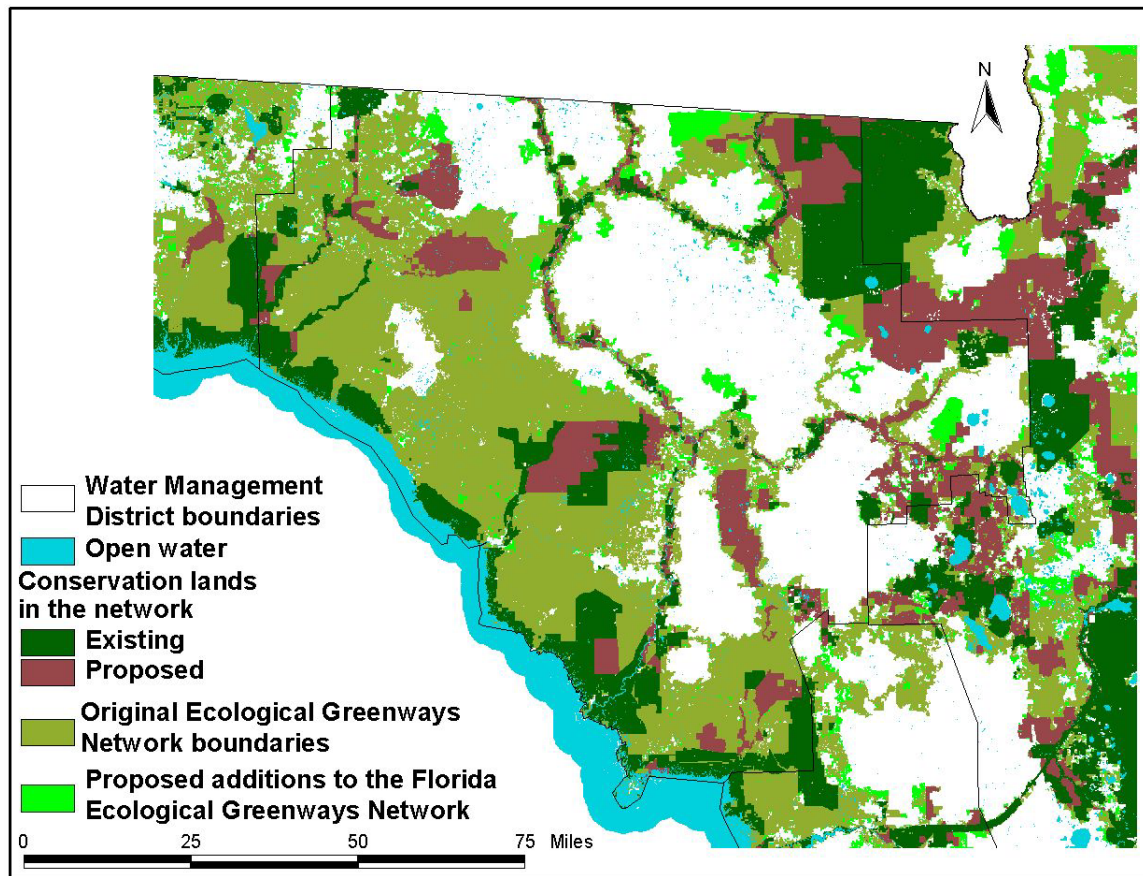 N
Water Management
District boundaries
Open water
Conservation lands
in the network
Existing
Proposed
Original Ecological Greenways
Network boundaries
Proposed additions to the Florida
Ecological Greenways Network
0 25 50 75 Miles